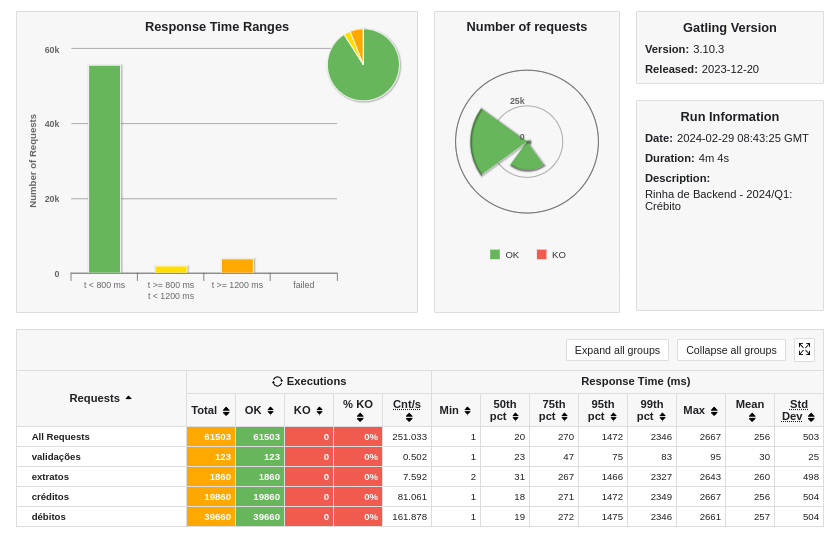 Response Time Ranges
60k
40k
20k
0
Number of Requests
t < 800 ms
t >= 800 ms
t < 1200 ms
t >= 1200 ms
failed
Number of requests
25k
0
OK
KO
Gatling Version
Version: 3.10.3
Released: 2023-12-20
Run Information
Date: 2024-02-29 08:43:25 GMT
Duration: 4m 4s
Description:
Rinha de Backend - 2024/Q1:
Crébito
Expand all groups Collapse all groups
Requests Executions Response Time (ms)
Total OK KO % KO Cnt/s Min 50th pct 75th pct 95th pct 99th pct Max Mean Std Dev
All Requests 61503 61503 0 0% 251.033 1 20 270 1472 2346 2667 256 503
validações 123 123 0 0% 0.502 1 23 47 75 83 95 30 25
extratos 1860 1860 0 0% 7.592 2 31 267 1466 2327 2643 260 498
créditos 19860 19860 0 0% 81.061 1 18 271 1472 2349 2667 256 504
débitos 39660 39660 0 0% 161.878 1 19 272 1475 2346 2661 257 504